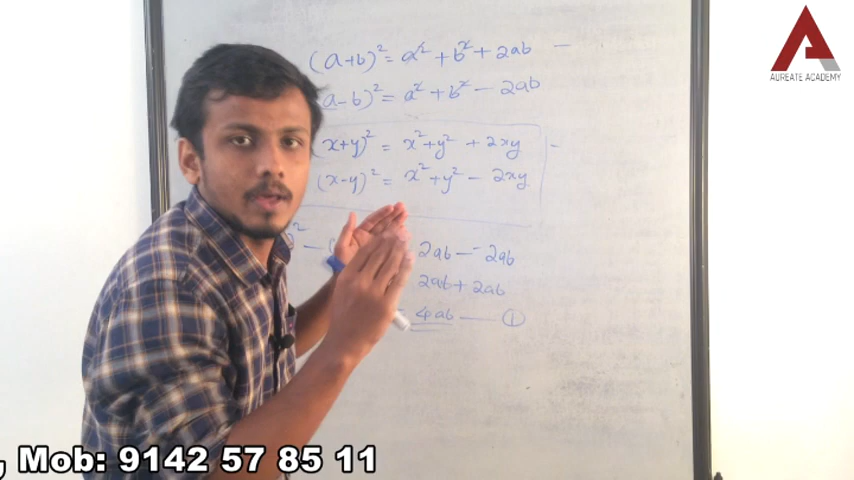 (a+b)² = a² + b² + 2ab —
a-b)² = a² + b² - 2ab
x+y)² = x² + y² + 2xy -
(x-y)² = x² + y² - 2xy
)² - ( 2ab - - 2ab
2ab + 2ab
= 4ab — ①
AUREATE ACADEMY
, Mob: 9142 57 85 11